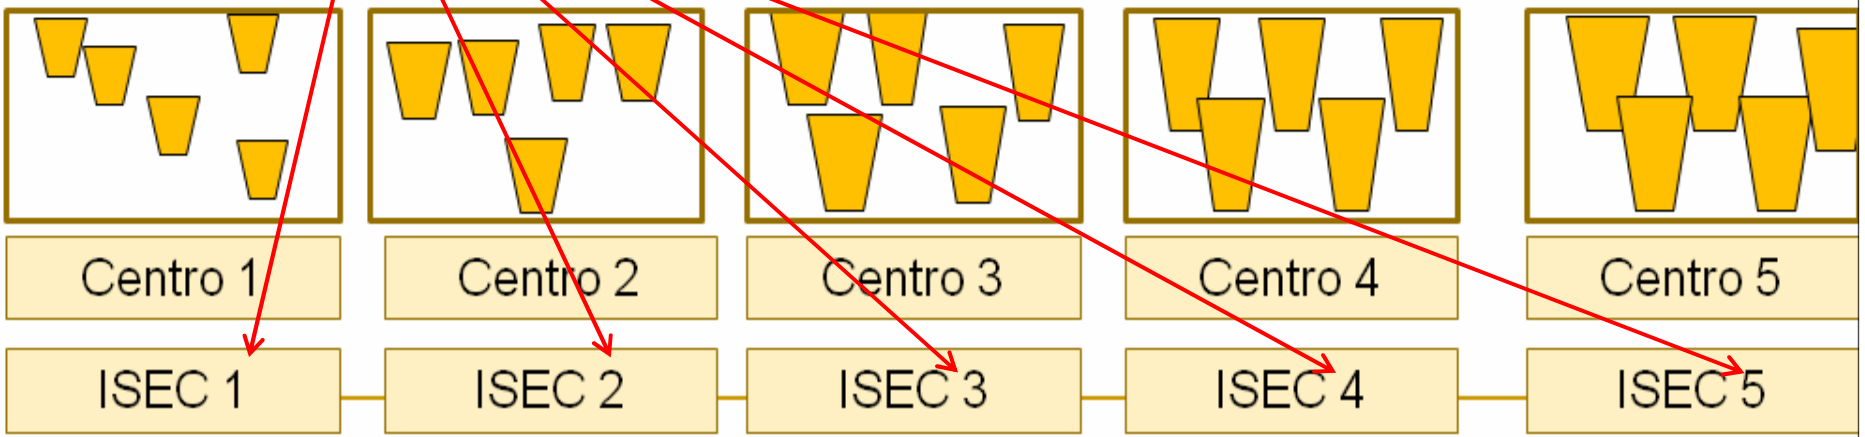 Centro 1
Centro 2
Centro 3
Centro 4
Centro 5
ISEC 1
ISEC 2
ISEC 3
ISEC 4
ISEC 5